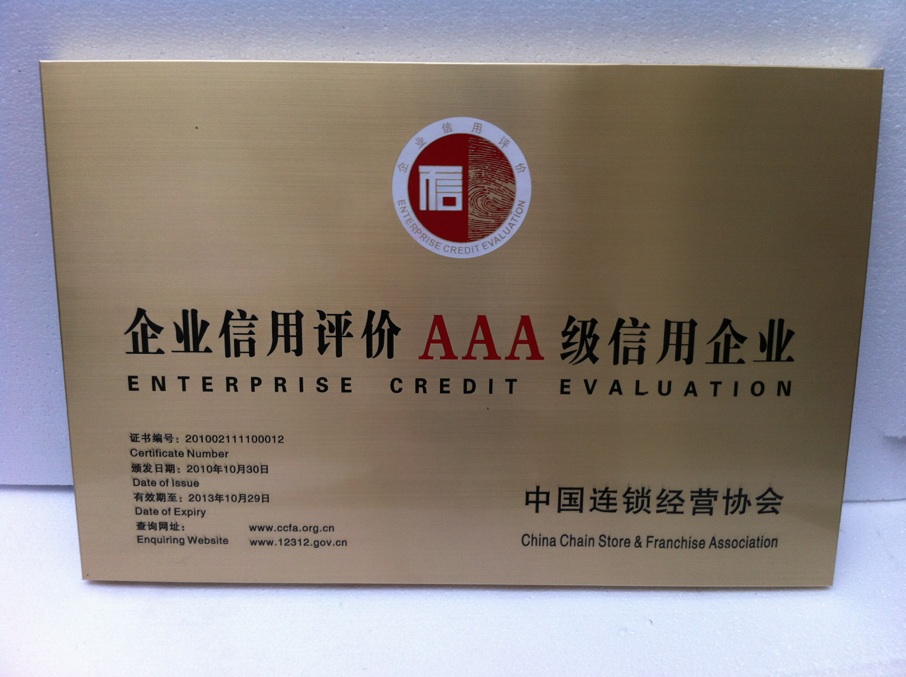 企业信用评价
信
ENTERPRISE CREDIT EVALUATION
企业信用评价 AAA 级信用企业
ENTERPRISE CREDIT EVALUATION
证书编号：201002111100012
Certificate Number
颁发日期：2010年10月30日
Date of Issue
有效期至：2013年10月29日
Date of Expiry
查询网址： www.ccfa.org.cn
Enquiring Website www.12312.gov.cn
中国连锁经营协会
China Chain Store & Franchise Association